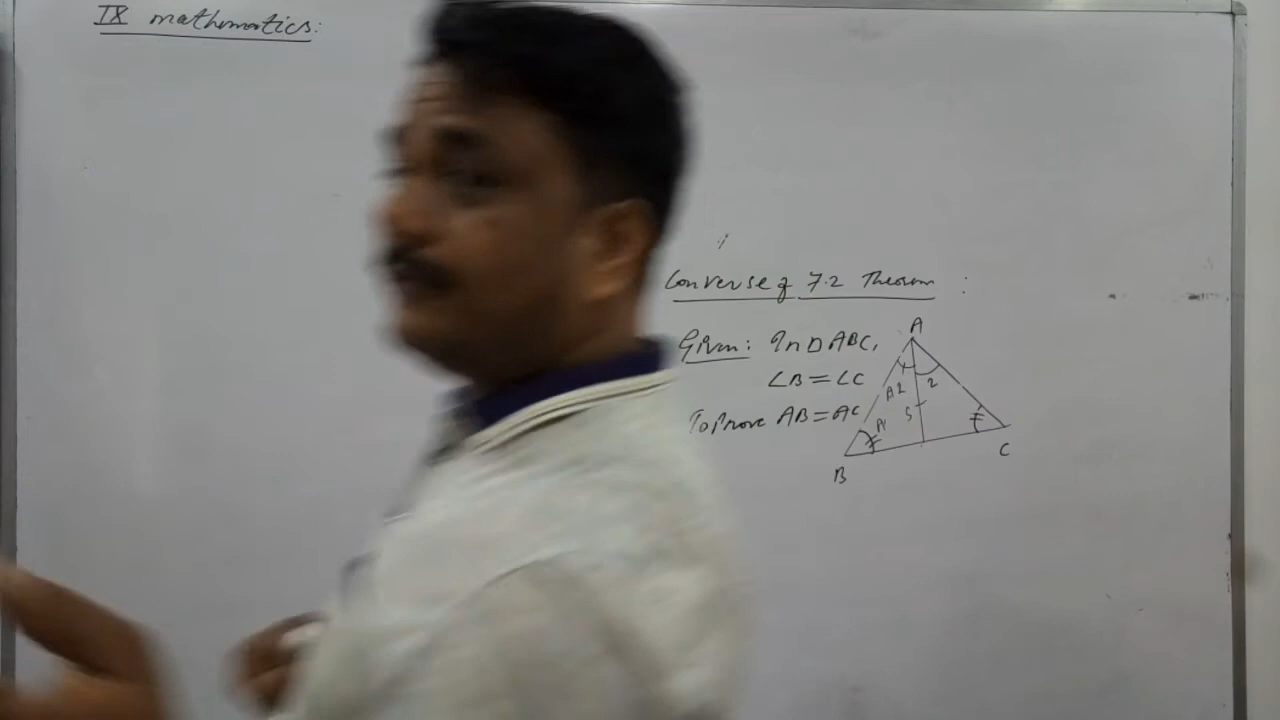 IX mathematics:
Converse of 7.2 Theorem :
Given: In △ABC,
∠B=∠C
To Prove AB=AC
A
A 1 2
A S
B
C